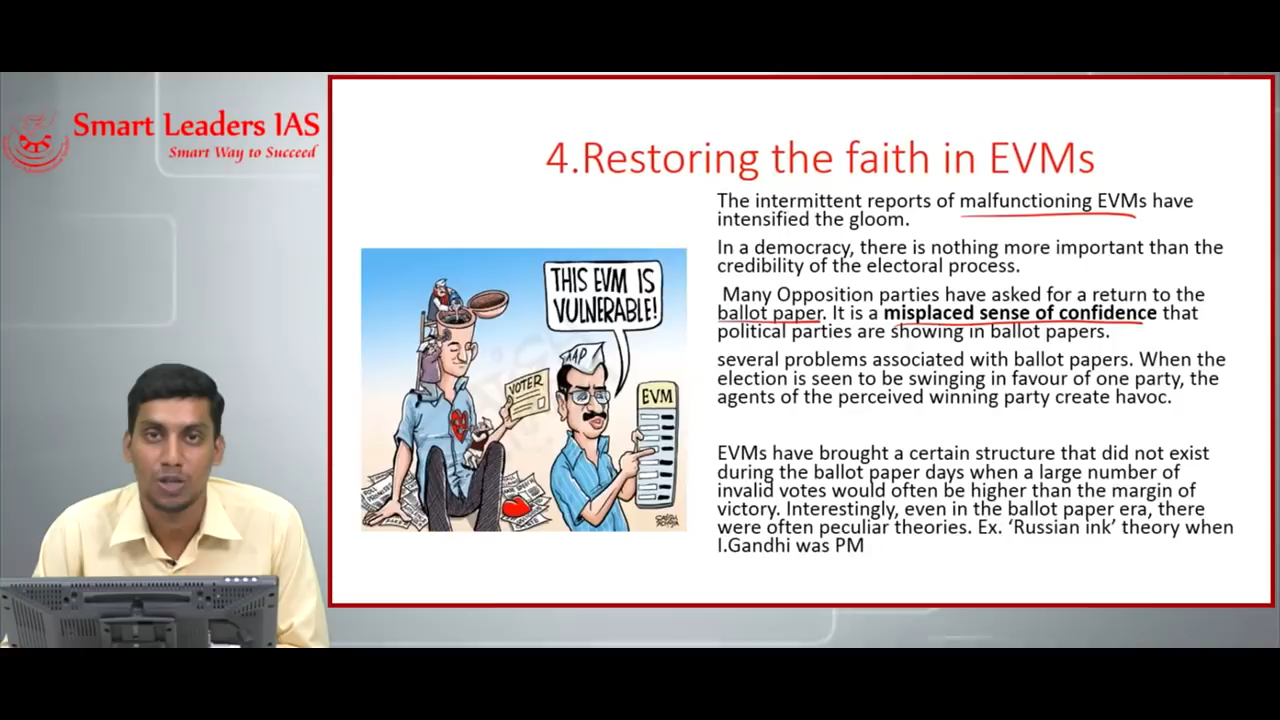 Smart Leaders IAS
Smart Way to Succeed
4.Restoring the faith in EVMs
THIS EVM IS
VULNERABLE!
AAP
VOTER
EVM
The intermittent reports of malfunctioning EVMs have
intensified the gloom.
In a democracy, there is nothing more important than the
credibility of the electoral process.
Many Opposition parties have asked for a return to the
ballot paper. It is a misplaced sense of confidence that
political parties are showing in ballot papers.
several problems associated with ballot papers. When the
election is seen to be swinging in favour of one party, the
agents of the perceived winning party create havoc.
EVMs have brought a certain structure that did not exist
during the ballot paper days when a large number of
invalid votes would often be higher than the margin of
victory. Interestingly, even in the ballot paper era, there
were often peculiar theories. Ex. ‘Russian ink’ theory when
I.Gandhi was PM